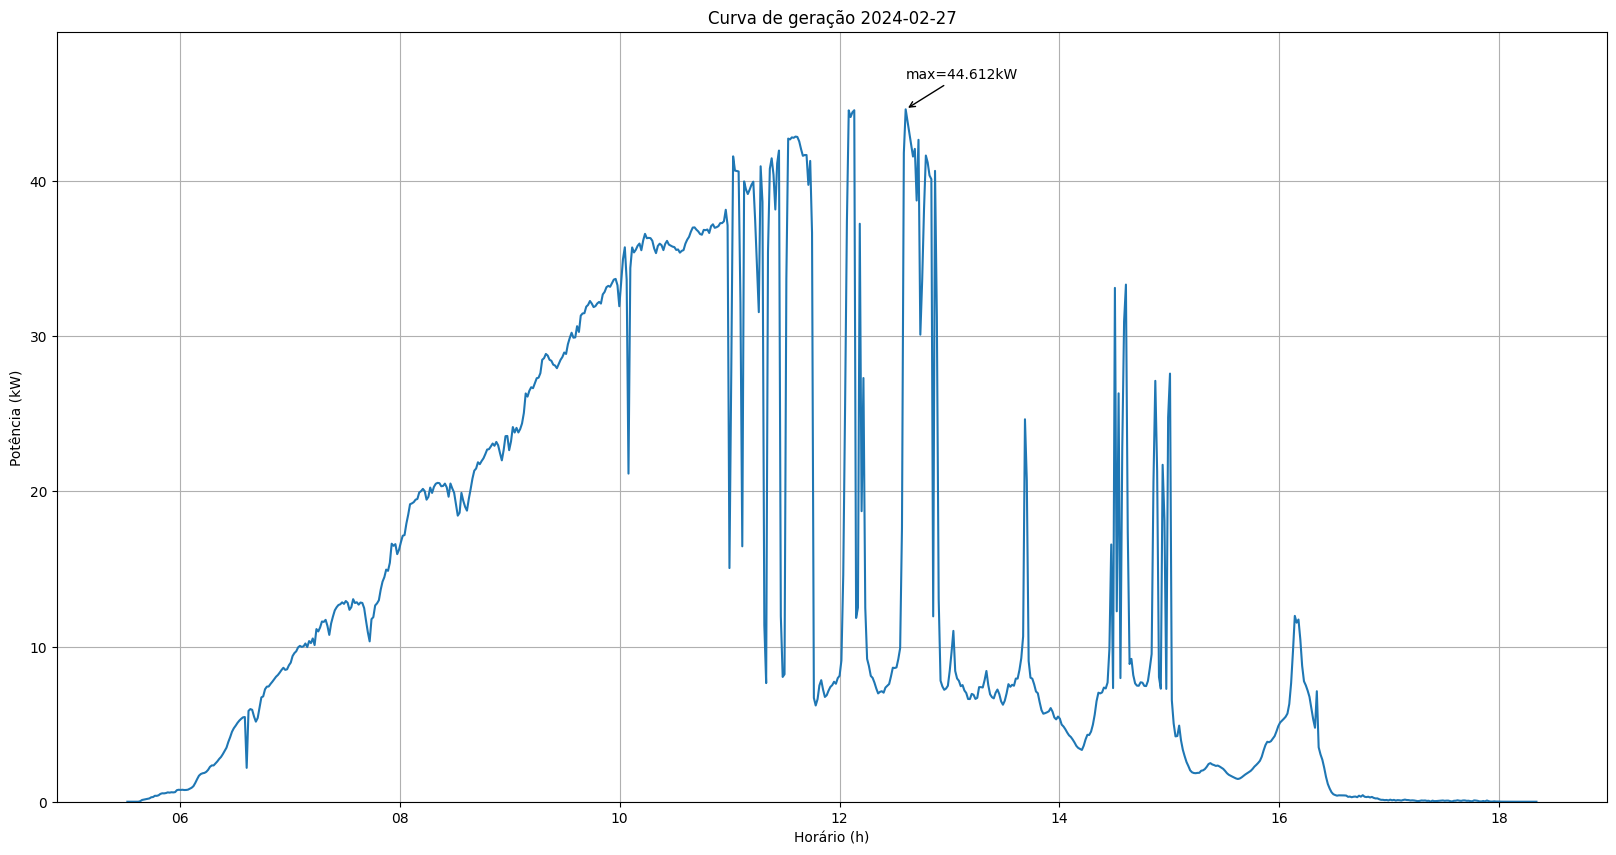 Curva de geração 2024-02-27
max=44.612kW
Potência (kW)
40
30
20
10
0
06 08 10 12 14 16 18
Horário (h)